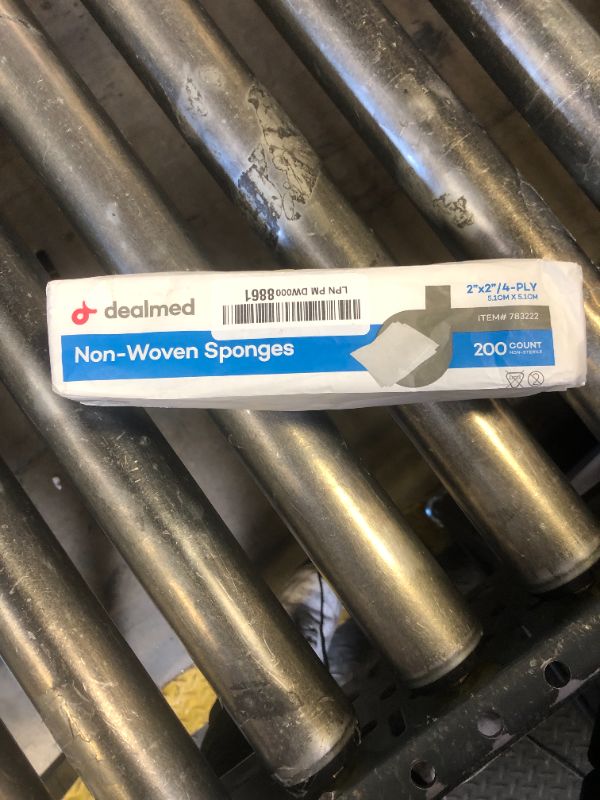 dealmed
LPN PM DW0008861
2"x2"/4-PLY
5.1CM X 5.1CM
ITEM# 783222
Non-Woven Sponges
200 COUNT
NON-STERILE